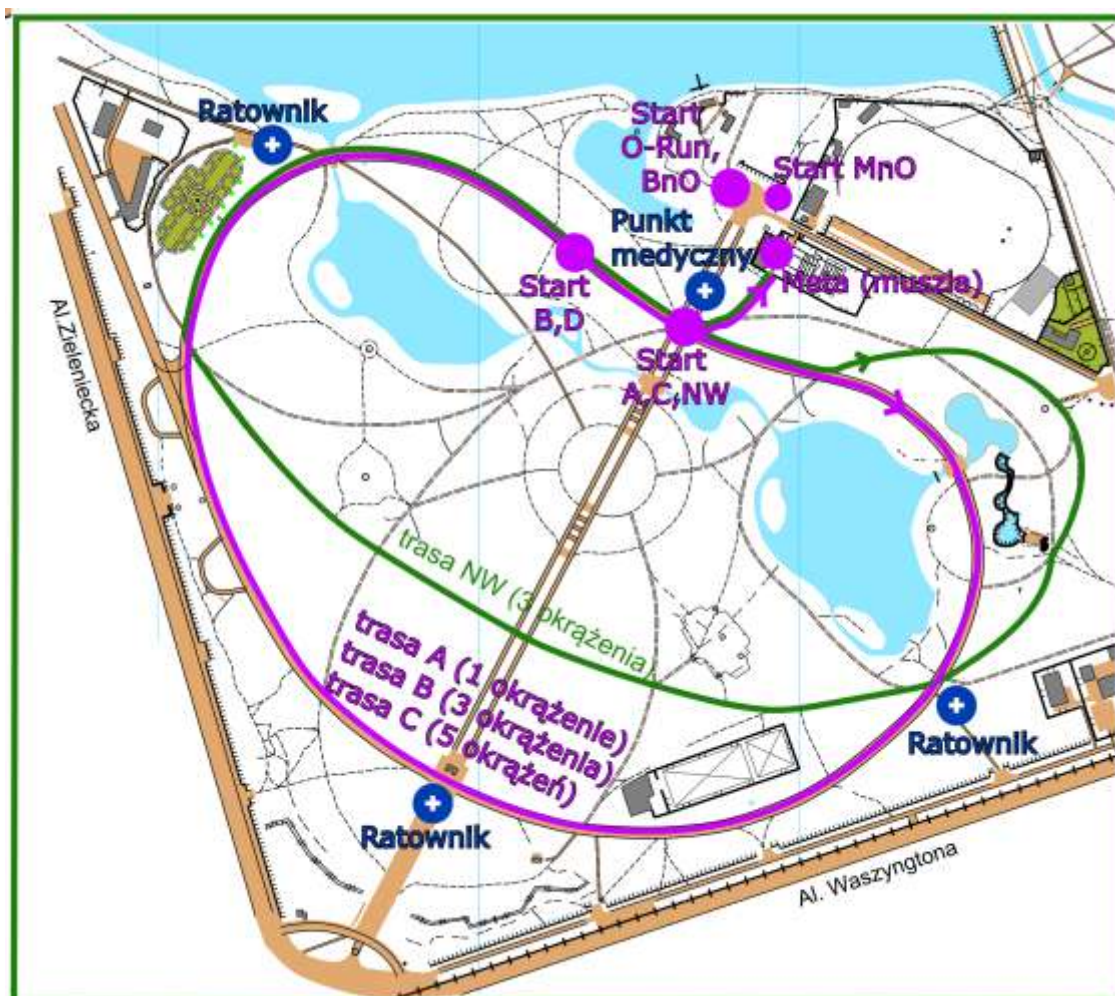 Ratownik
Start
O-Run,
BnO
Start MnO
Punkt
medyczny
Meta (muszla)
Start
B,D
Start
A,C,NW
Al.Zieleniecka
trasa NW (3 okrążenia)
trasa A (1 okrążenie)
trasa B (3 okrążenia)
trasa C (5 okrążeń)
Ratownik
Ratownik
Al. Waszyngtona